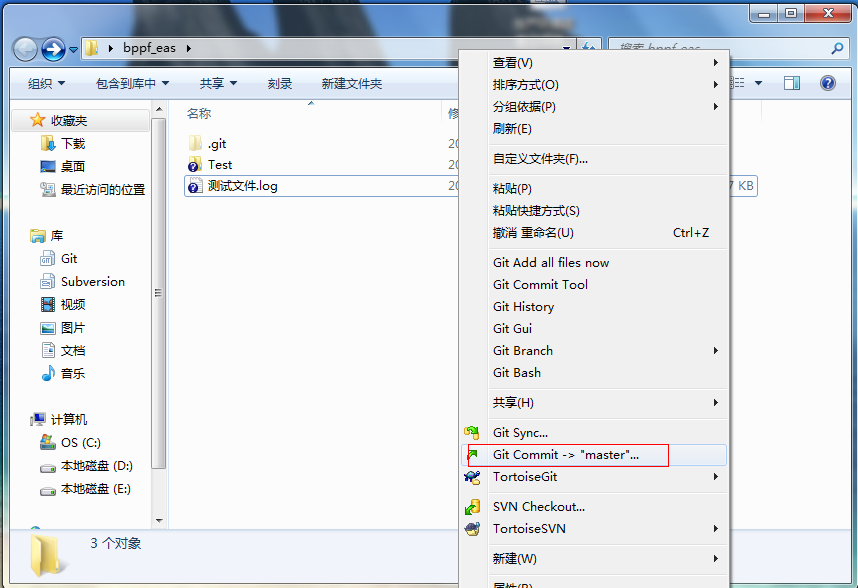 bppf_eas
搜索 bppf_eas
组织 包含到库中 共享 刻录 新建文件夹
收藏夹
下载
桌面
最近访问的位置
库
Git
Subversion
视频
图片
文档
音乐
计算机
OS (C:)
本地磁盘 (D:)
本地磁盘 (E:)
名称 修
.git 20
Test 20
测试文件.log 20
7 KB
查看(V)
排序方式(O)
分组依据(P)
刷新(E)
自定义文件夹(F)...
粘贴(P)
粘贴快捷方式(S)
撤消 重命名(U) Ctrl+Z
Git Add all files now
Git Commit Tool
Git History
Git Gui
Git Branch
Git Bash
共享(H)
Git Sync...
Git Commit -> "master"...
TortoiseGit
SVN Checkout...
TortoiseSVN
新建(W)
属性(R)
3 个对象